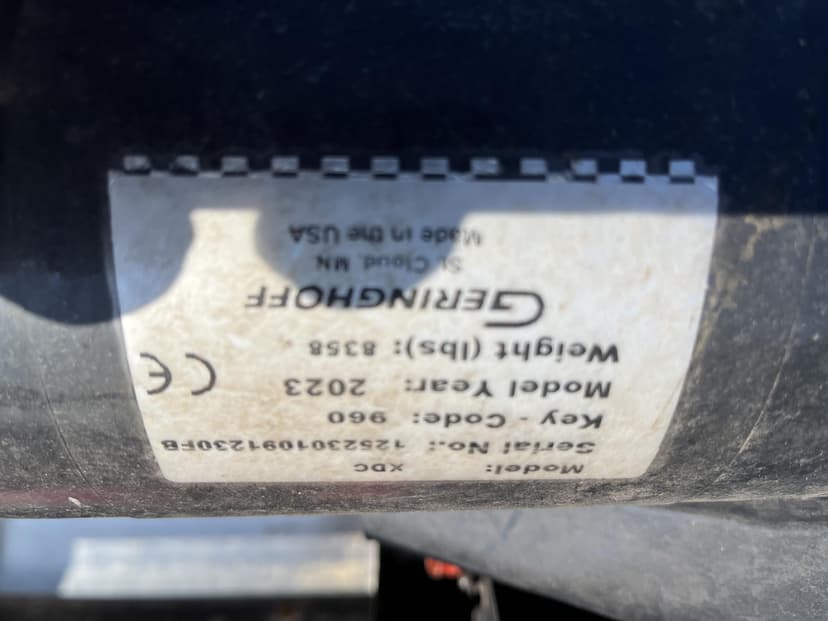 Model: XDC
Serial No.: 1252301091230FB
Key - Code: 960
Model Year: 2023
Weight (lbs): 8358
GERINGHOFF
St. Cloud, MN
Made in the USA
CE